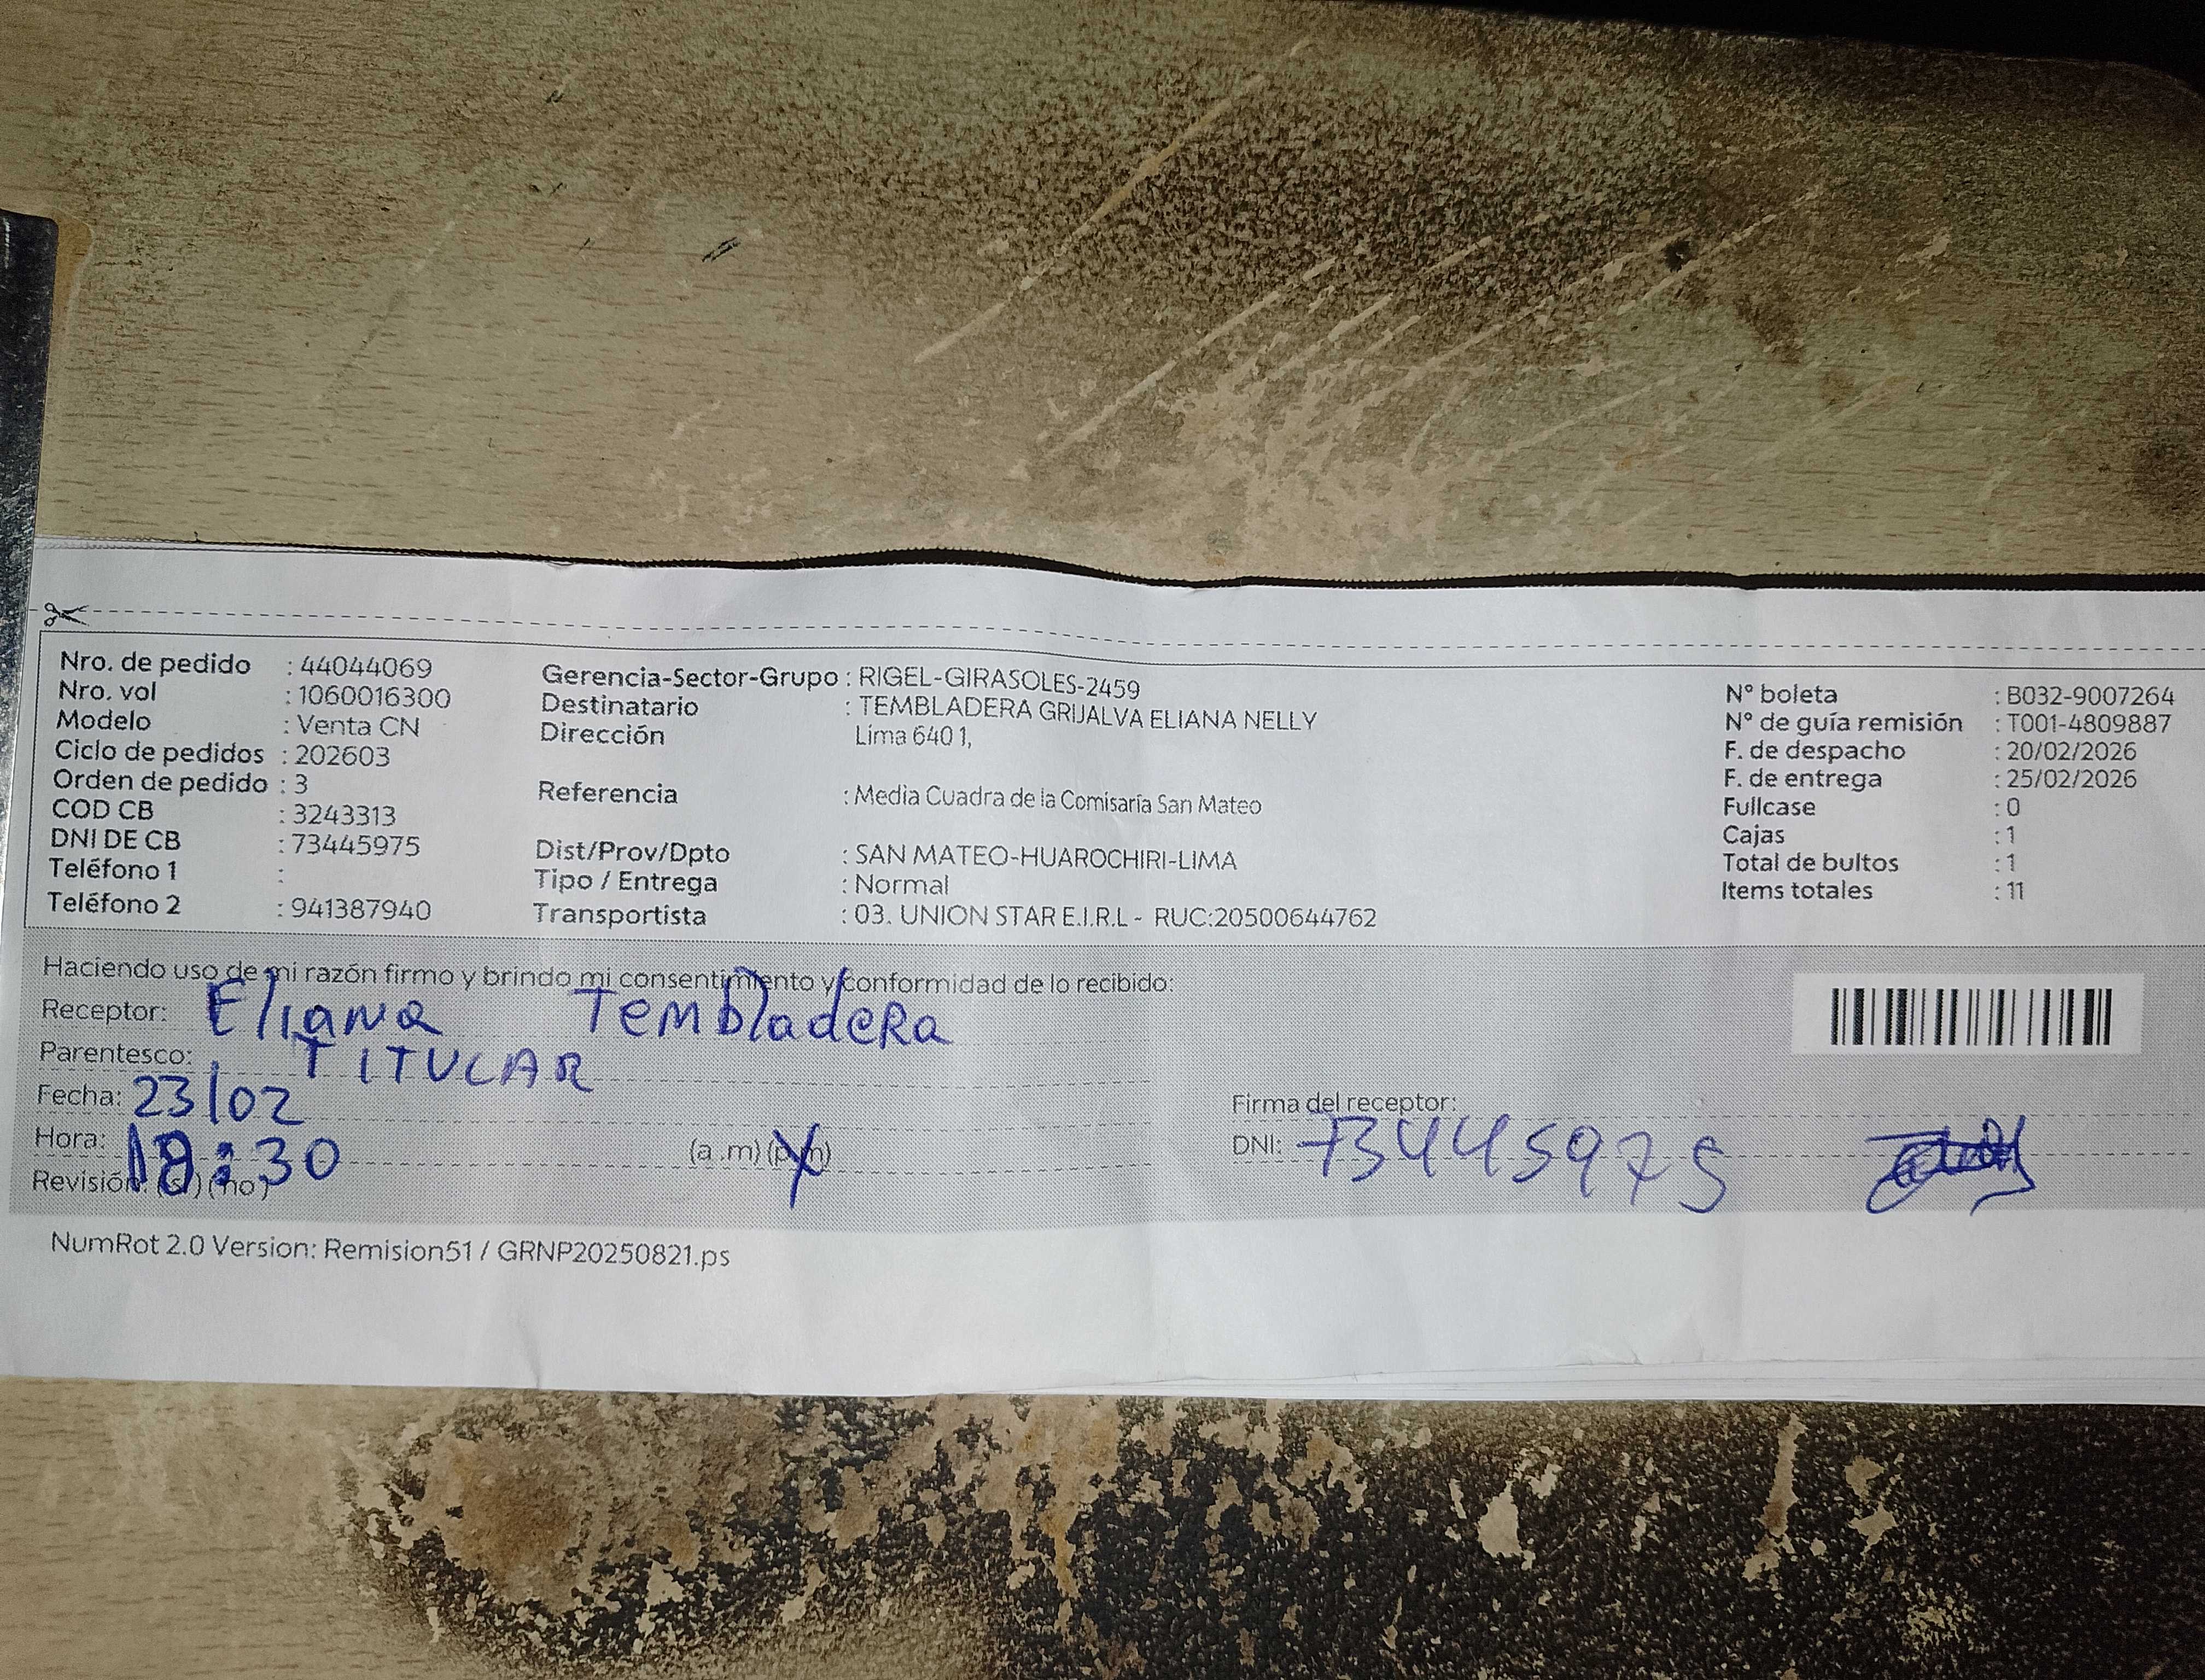 Nro. de pedido : 44044069
Nro. vol : 1060016300
Modelo : Venta CN
Ciclo de pedidos : 202603
Orden de pedido : 3
COD CB : 3243313
DNI DE CB : 73445975
Teléfono 1 :
Teléfono 2 : 941387940
Gerencia-Sector-Grupo : RIGEL-GIRASOLES-2459
Destinatario : TEMBLADERA GRIJALVA ELIANA NELLY
Dirección Lima 640 1,
Referencia : Media Cuadra de la Comisaría San Mateo
Dist/Prov/Dpto : SAN MATEO-HUAROCHIRI-LIMA
Tipo / Entrega : Normal
Transportista : 03. UNION STAR E.I.R.L - RUC:20500644762
N° boleta : B032-9007264
N° de guía remisión : T001-4809887
F. de despacho : 20/02/2026
F. de entrega : 25/02/2026
Fullcase : 0
Cajas : 1
Total de bultos : 1
Items totales : 11
Haciendo uso de mi razón firmo y brindo mi consentimiento y conformidad de lo recibido:
Receptor: Eliana Tembladera
Parentesco: TITULAR
Fecha: 23/02
Hora: 18:30 (a .m) (p.m)
Revisión: (si) (no)
Firma del receptor:
DNI: 73445975
NumRot 2.0 Version: Remision51 / GRNP20250821.ps